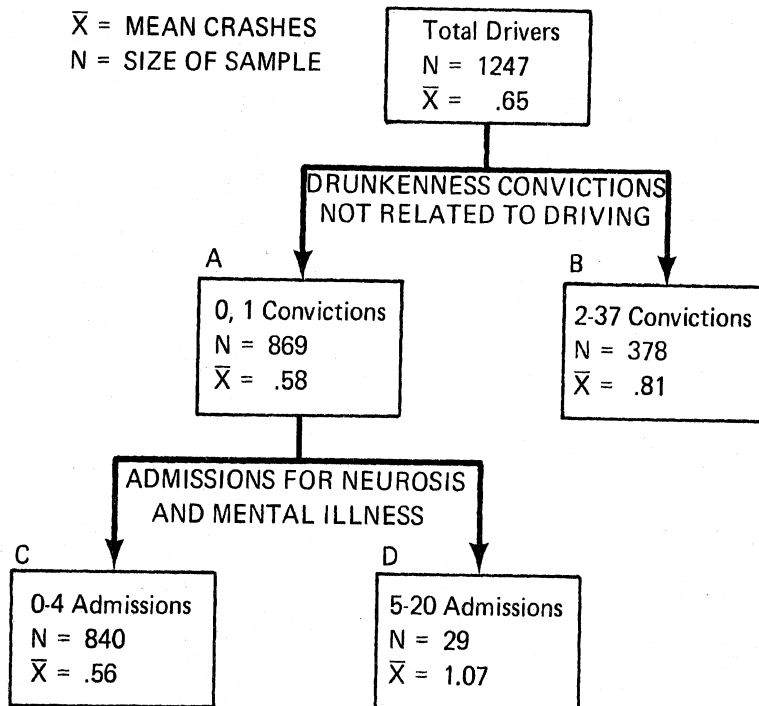 X̅ = MEAN CRASHES
N = SIZE OF SAMPLE
Total Drivers
N = 1247
X̅ = .65
DRUNKENNESS CONVICTIONS
NOT RELATED TO DRIVING
A
0, 1 Convictions
N = 869
X̅ = .58
B
2-37 Convictions
N = 378
X̅ = .81
ADMISSIONS FOR NEUROSIS
AND MENTAL ILLNESS
C
0-4 Admissions
N = 840
X̅ = .56
D
5-20 Admissions
N = 29
X̅ = 1.07